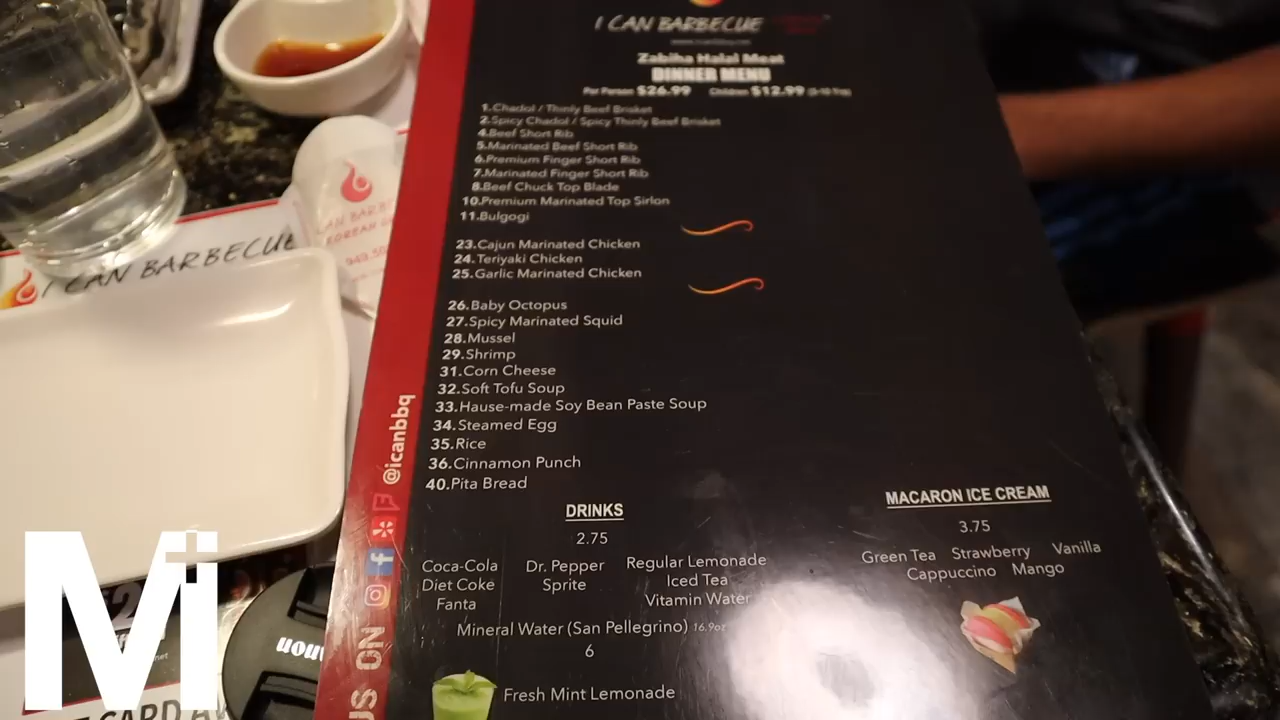 I CAN BARBECUE
Zabiha Halal Meat
DINNER MENU
Per Person $26.99 Children $12.99
1.Chadol / Thinly Beef Brisket
2.Spicy Chadol / Spicy Thinly Beef Brisket
4.Beef Short Rib
5.Marinated Beef Short Rib
6.Premium Finger Short Rib
7.Marinated Finger Short Rib
8.Beef Chuck Top Blade
10.Premium Marinated Top Sirlon
11.Bulgogi
23.Cajun Marinated Chicken
24.Teriyaki Chicken
25.Garlic Marinated Chicken
26.Baby Octopus
27.Spicy Marinated Squid
28.Mussel
29.Shrimp
31.Corn Cheese
32.Soft Tofu Soup
33.Hause-made Soy Bean Paste Soup
34.Steamed Egg
35.Rice
36.Cinnamon Punch
40.Pita Bread
DRINKS
2.75
Coca-Cola Dr. Pepper Regular Lemonade
Diet Coke Sprite Iced Tea
Fanta Vitamin Water
Mineral Water (San Pellegrino) 16.9oz
6
Fresh Mint Lemonade
MACARON ICE CREAM
3.75
Green Tea Strawberry Vanilla
Cappuccino Mango
@icanbbq
US ON
I CAN BARBECUE
Mi